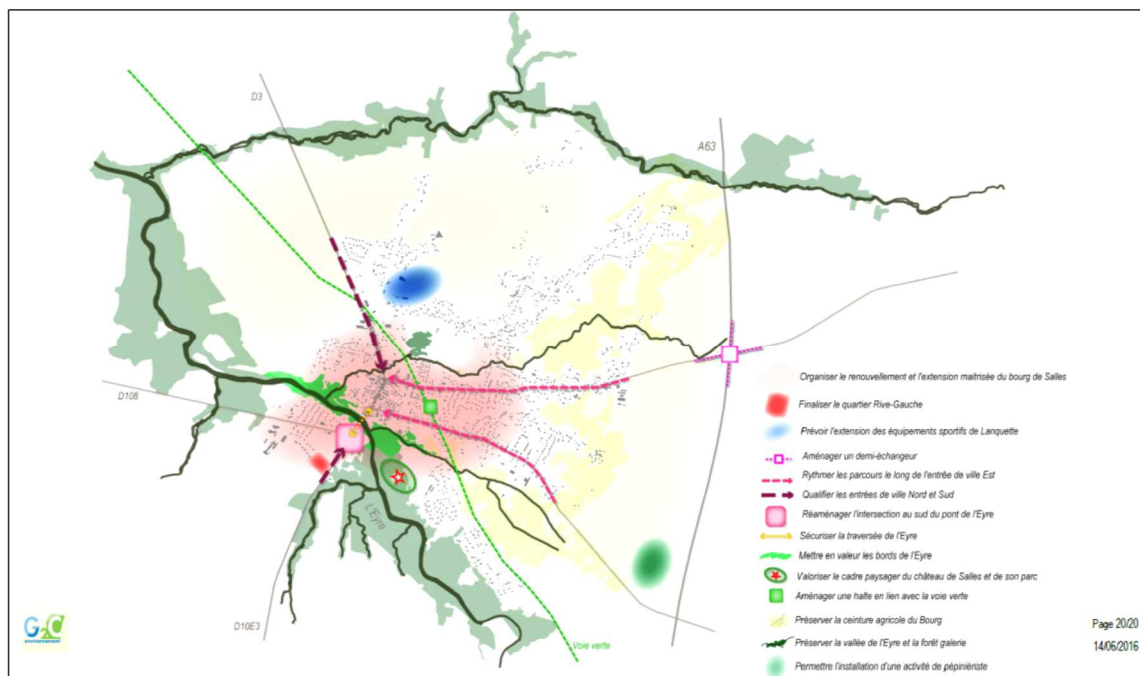 D3
A63
D108
L'Eyre
D10E3
Voie verte
Organiser le renouvellement et l'extension maitrisée du bourg de Salles
Finaliser le quartier Rive-Gauche
Prévoir l'extension des équipements sportifs de Lanquette
Aménager un demi-échangeur
Rythmer les parcours le long de l'entrée de ville Est
Qualifier les entrées de ville Nord et Sud
Réaménager l'intersection au sud du pont de l'Eyre
Sécuriser la traversée de l'Eyre
Mettre en valeur les bords de l'Eyre
Valoriser le cadre paysager du château de Salles et de son parc
Aménager une halte en lien avec la voie verte
Préserver la ceinture agricole du Bourg
Préserver la vallée de l'Eyre et la forêt galerie
Permettre l'installation d'une activité de pépiniériste
G2C
environnement
Page 20/20
14/06/2016